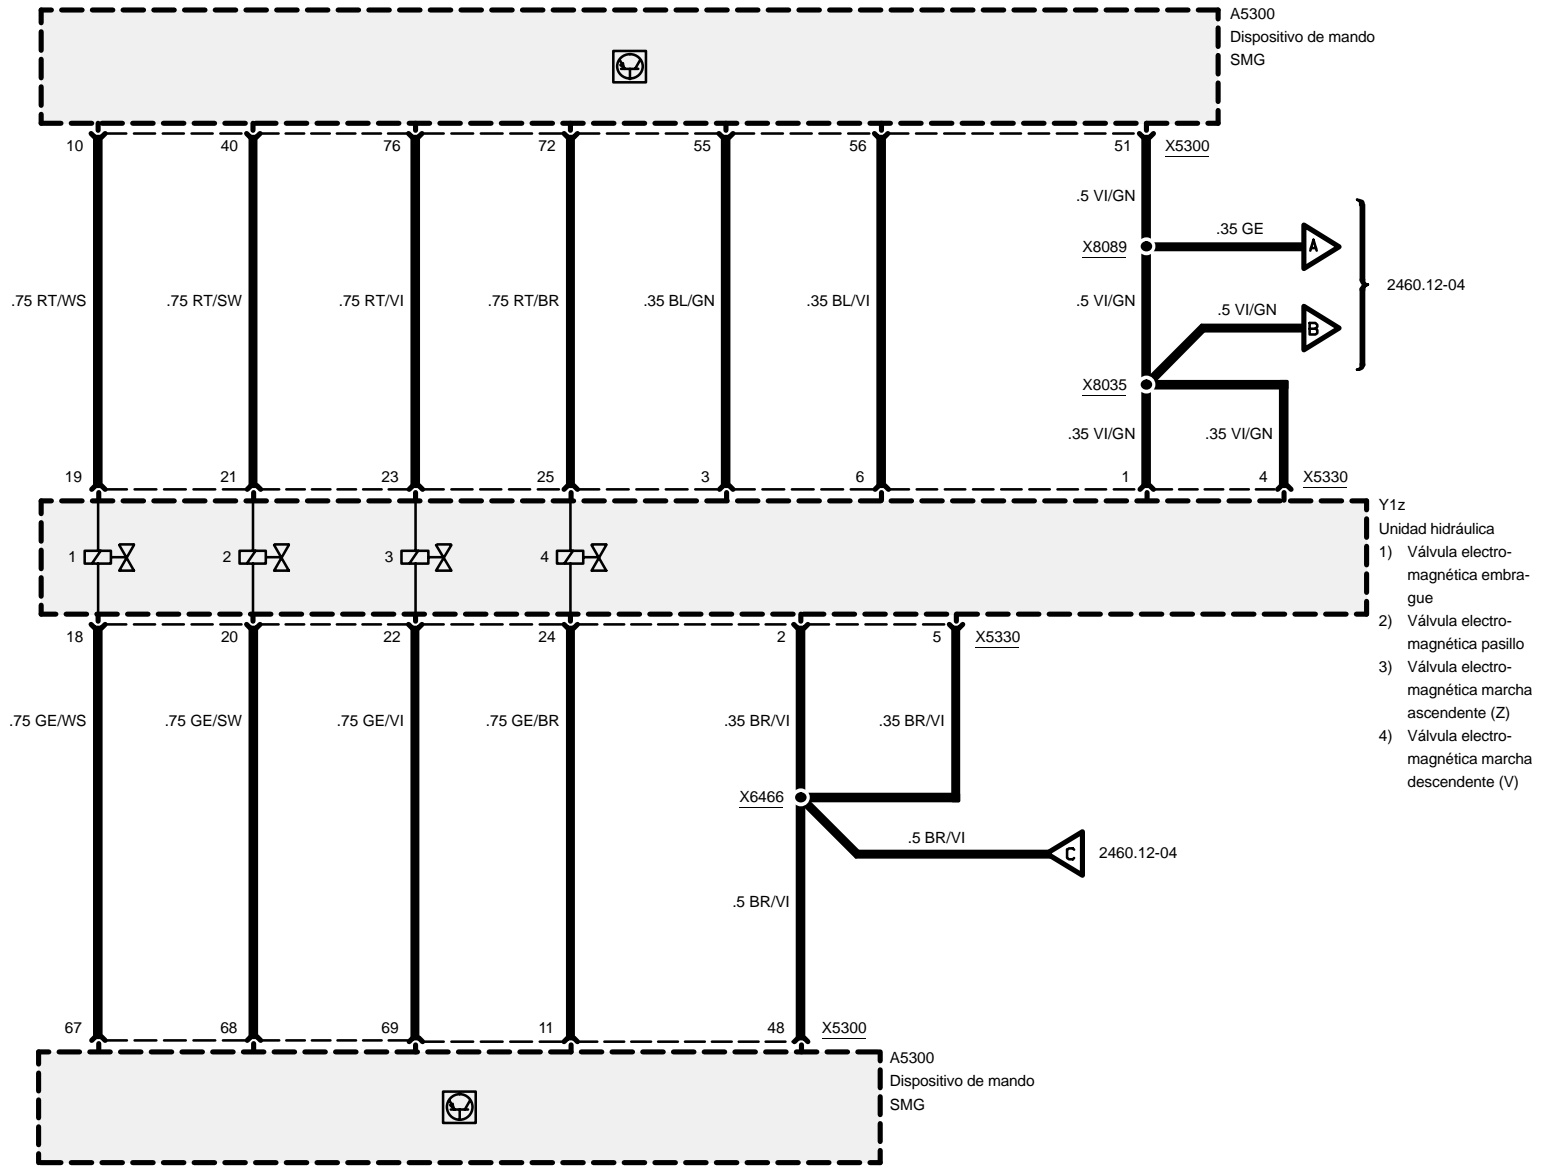 A5300
Dispositivo de mando
SMG
10 40 76 72 55 56 51 X5300
.5 VI/GN
.35 GE
A
X8089
.75 RT/WS .75 RT/SW .75 RT/VI .75 RT/BR .35 BL/GN .35 BL/VI .5 VI/GN
.5 VI/GN
B
2460.12-04
X8035
.35 VI/GN .35 VI/GN
19 21 23 25 3 6 1 4 X5330
Y1z
Unidad hidráulica
1) Válvula electro-
magnética embra-
gue
2) Válvula electro-
magnética pasillo
3) Válvula electro-
magnética marcha
ascendente (Z)
4) Válvula electro-
magnética marcha
descendente (V)
1 2 3 4
18 20 22 24 2 5 X5330
.75 GE/WS .75 GE/SW .75 GE/VI .75 GE/BR .35 BR/VI .35 BR/VI
X6466
.5 BR/VI
C
2460.12-04
.5 BR/VI
67 68 69 11 48 X5300
A5300
Dispositivo de mando
SMG